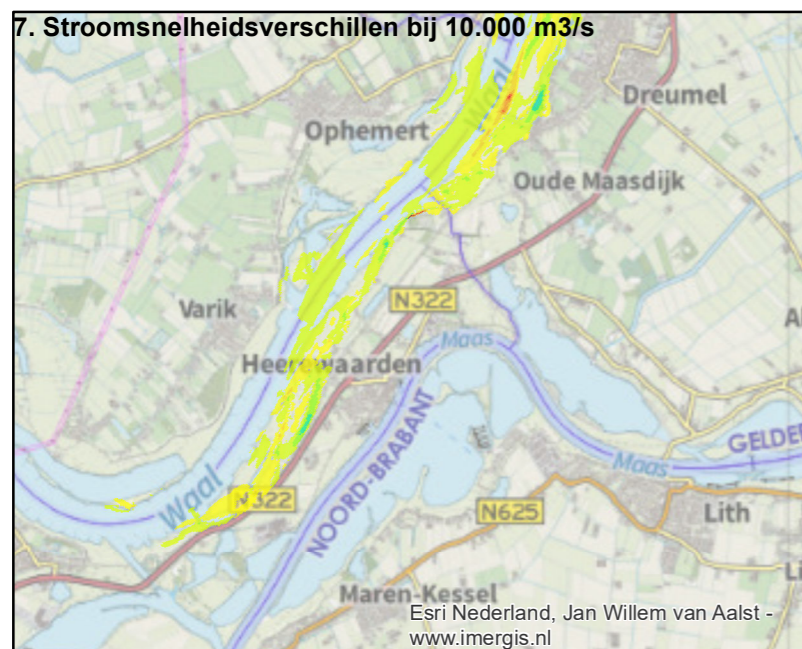 7. Stroomsnelheidsverschillen bij 10.000 m3/s
Waal
Dreumel
Ophemert
Oude Maasdijk
N322
Varik
Maas
Heerewaarden
NOORD-BRABANT
GELDER
Maas
Waal
N322
N625
Lith
Maren-Kessel
Esri Nederland, Jan Willem van Aalst -
www.imergis.nl